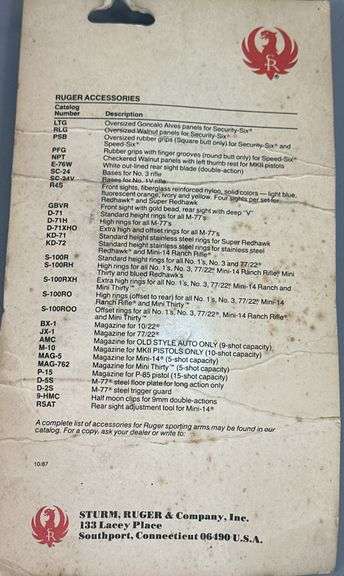 RUGER ACCESSORIES
Catalog
Number Description
LTG Oversized Goncalo Alves panels for Security-Six®
RLG Oversized Walnut panels for Security-Six®
PSB Oversized rubber grips (Square butt only) for Security-Six® and
Speed-Six®
PFG Rubber grips with finger grooves (round butt only) for Speed-Six®
NPT Checkered Walnut panels with left thumb rest for MKII pistols
E-76W White out-lined rear sight blade (double-action)
SC-24 Bases for No. 3 rifle
SC-24V Bases for No. 1V rifle
R45 Front sights, fiberglass reinforced nylon, solid colors — light blue,
fluorescent orange, ivory and yellow. Four sights per set for
Redhawk® and Super Redhawk
GBVR Front sight with gold bead, rear sight with deep "V"
D-71 Standard height rings for all M-77's
D-71H High rings for all M-77's
D-71XHO Extra high and offset rings for all M-77's
KD-71 Standard height stainless steel rings for Super Redhawk
KD-72 Standard height stainless steel rings for stainless steel
Redhawk® and Mini-14 Ranch Rifle®
S-100R Standard height rings for all No. 1's, No. 3 and 77/22®
S-100RH High rings for all No. 1's, No. 3, 77/22® Mini-14 Ranch Rifle® Mini
Thirty and blued Redhawk's
S-100RXH Extra high rings for all No. 1's, No. 3, 77/22® Mini-14 Ranch and
Mini Thirty™
S-100RO High rings (offset to rear) for all No. 1's, No. 3, 77/22® Mini-14
Ranch Rifle® and Mini Thirty™
S-100ROO Offset rings for all No. 1's, No. 3, 77/22®, Mini-14 Ranch Rifle®
and Mini Thirty™
BX-1 Magazine for 10/22®
JX-1 Magazine for 77/22®
AMC Magazine for OLD STYLE AUTO ONLY (9-shot capacity)
M-10 Magazine for MKII PISTOLS ONLY (10-shot capacity)
MAG-5 Magazine for Mini-14® (5-shot capacity)
MAG-762 Magazine for Mini Thirty™ (5-shot capacity)
P-15 Magazine for P-85 pistol (15-shot capacity)
D-5S M-77® steel floor plate for long action only
D-2S M-77® steel trigger guard
9-HMC Half moon clips for 9mm double-actions
RSAT Rear sight adjustment tool for Mini-14®
A complete list of accessories for Ruger sporting arms may be found in our
catalog. For a copy, ask your dealer or write to:
10/87
STURM, RUGER & Company, Inc.
133 Lacey Place
Southport, Connecticut 06490 U.S.A.